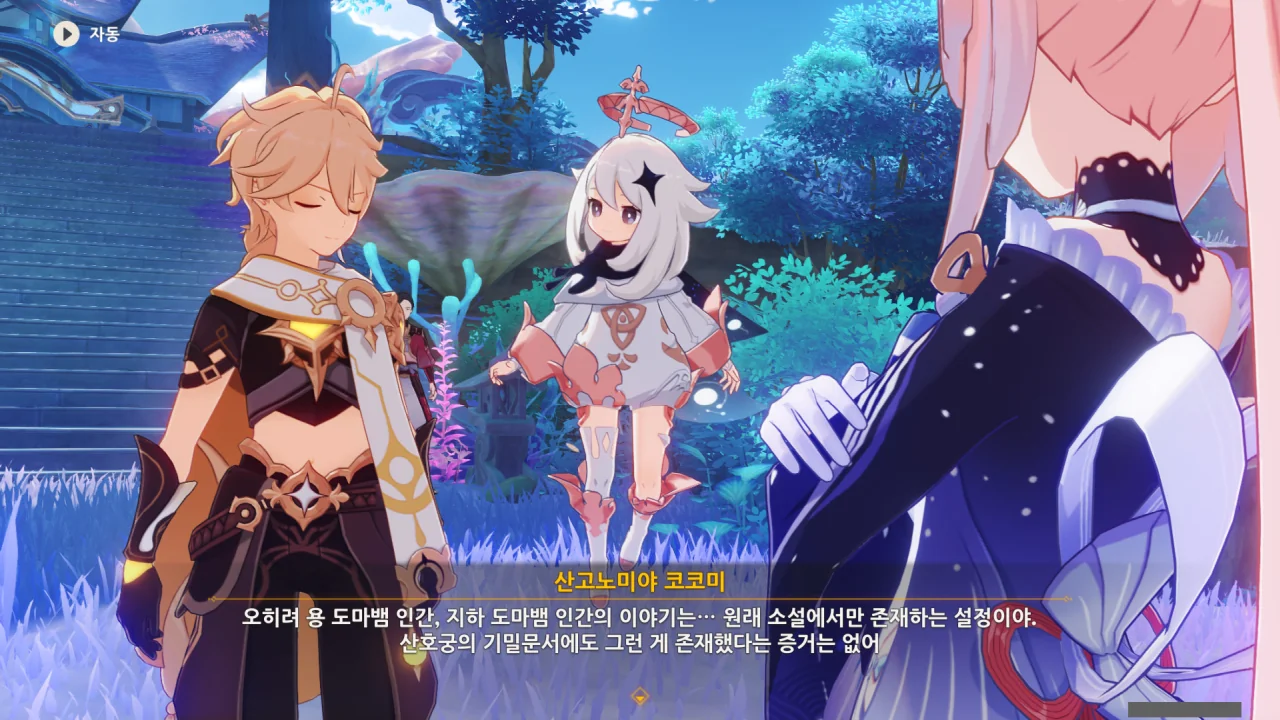 자동
산고노미야 코코미
오히려 용 도마뱀 인간, 지하 도마뱀 인간의 이야기는… 원래 소설에서만 존재하는 설정이야.
산호궁의 기밀문서에도 그런 게 존재했다는 증거는 없어